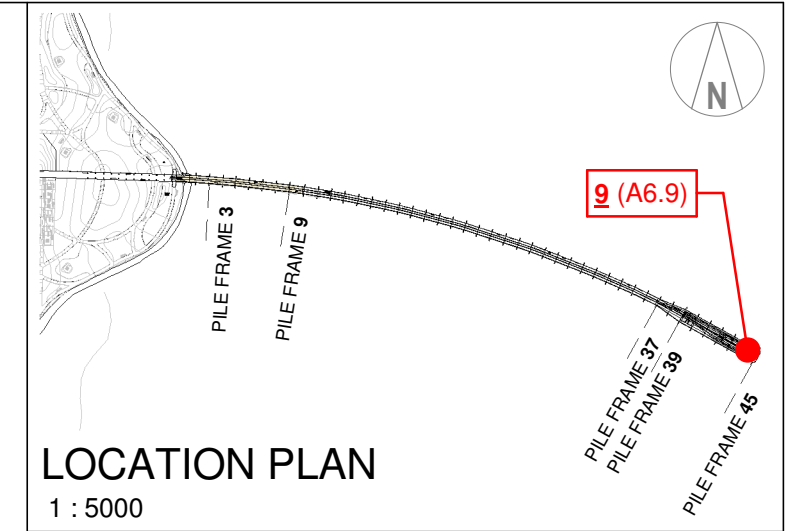 N
9 (A6.9)
PILE FRAME 3
PILE FRAME 9
PILE FRAME 37
PILE FRAME 39
PILE FRAME 45
LOCATION PLAN
1 : 5000